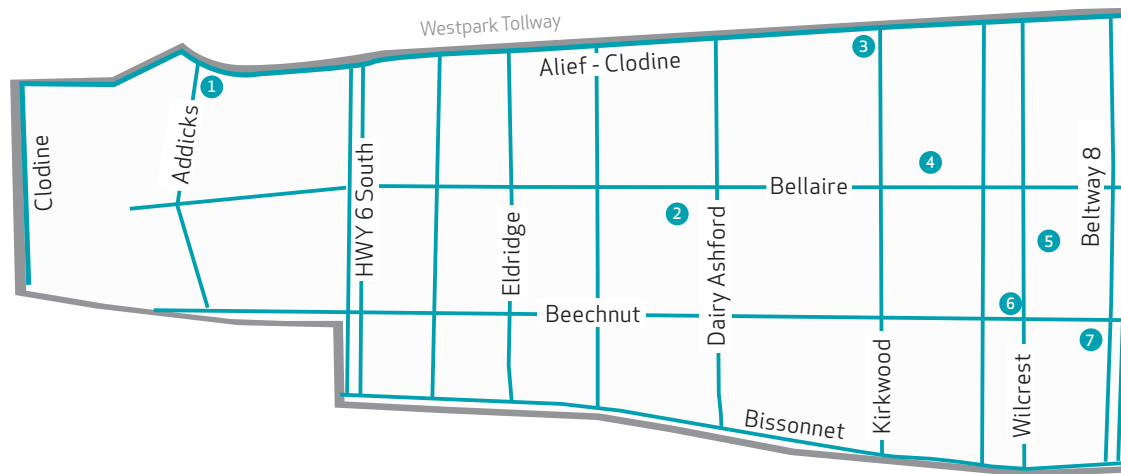 Westpark Tollway
3
Alief - Clodine
1
Addicks
Clodine
HWY 6 South
4
Bellaire
Beltway 8
2
Eldridge
Dairy Ashford
5
6
Beechnut
7
Kirkwood
Wilcrest
Bissonnet